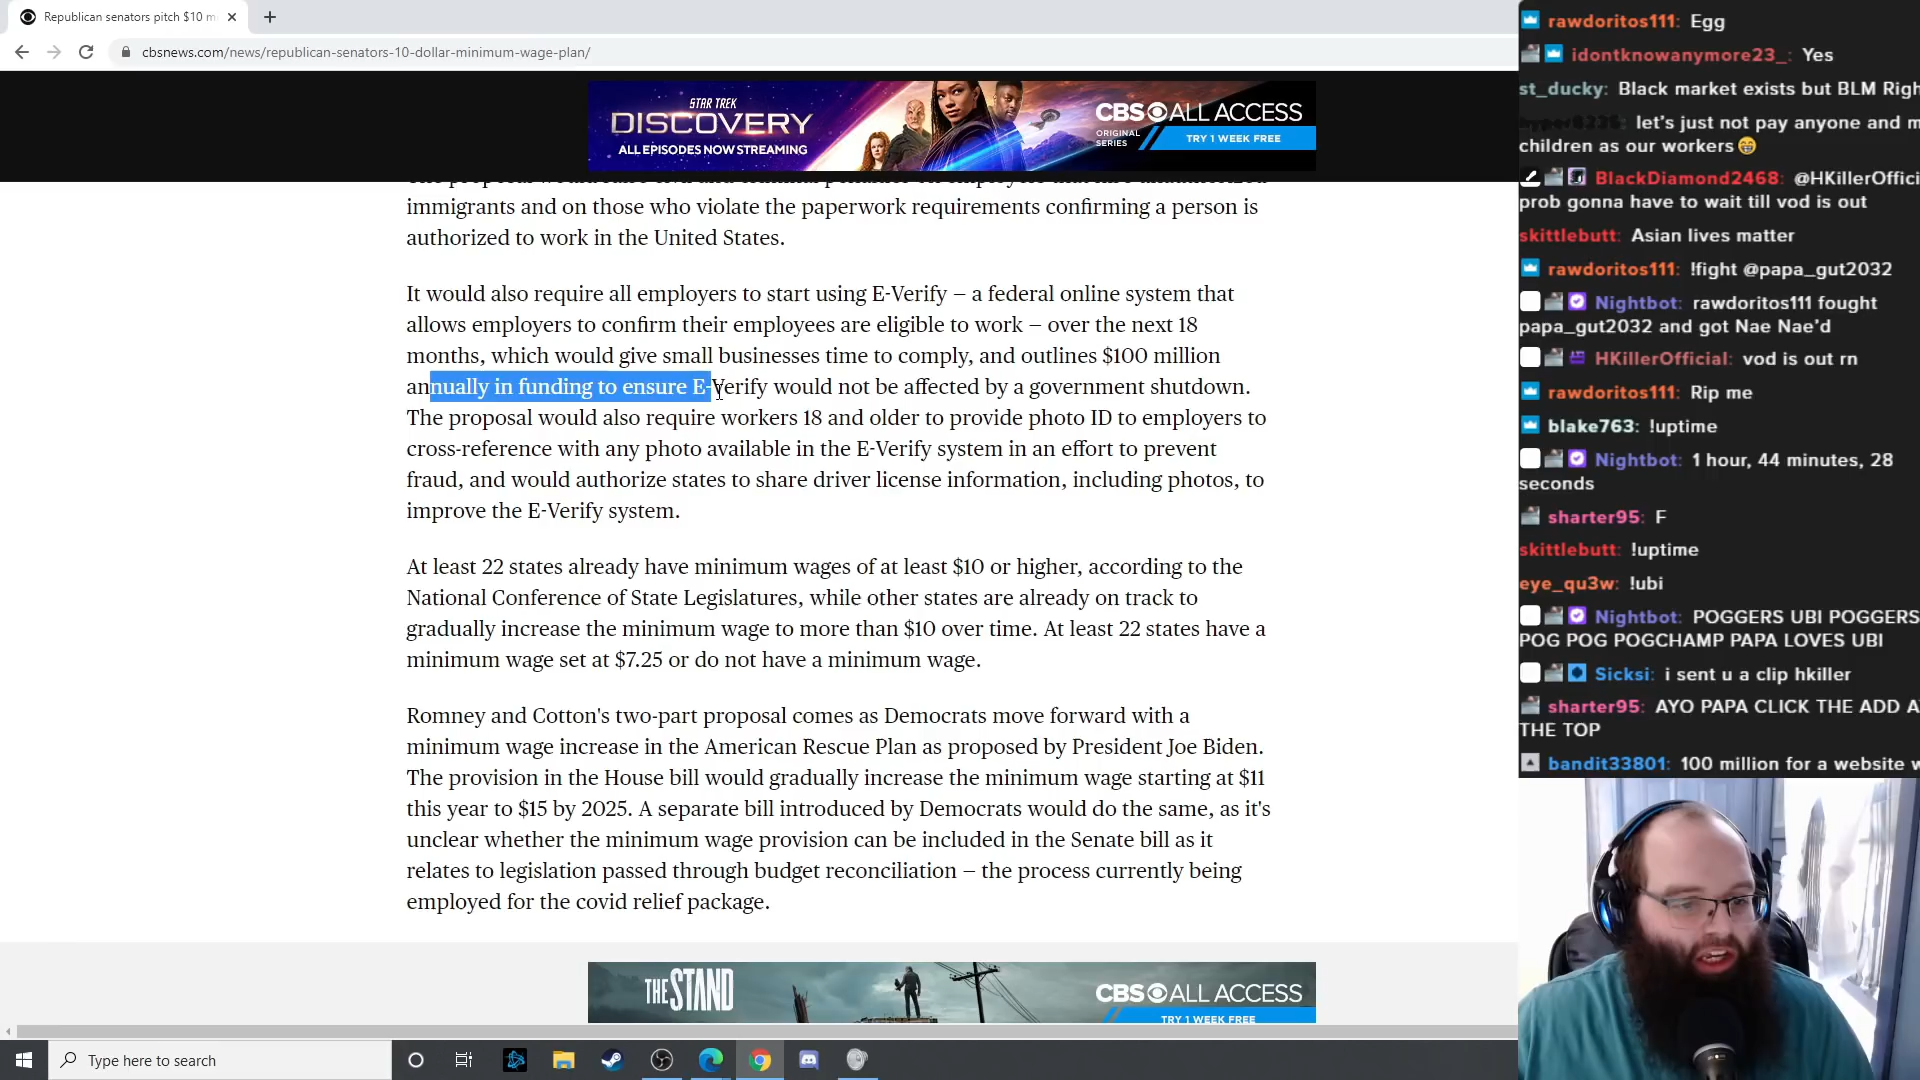 Republican senators pitch $10 m
cbsnews.com/news/republican-senators-10-dollar-minimum-wage-plan/
STAR TREK
DISCOVERY
ALL EPISODES NOW STREAMING
CBS ALL ACCESS
ORIGINAL SERIES
TRY 1 WEEK FREE
immigrants and on those who violate the paperwork requirements confirming a person is
authorized to work in the United States.
It would also require all employers to start using E-Verify – a federal online system that
allows employers to confirm their employees are eligible to work – over the next 18
months, which would give small businesses time to comply, and outlines $100 million
annually in funding to ensure E-Verify would not be affected by a government shutdown.
The proposal would also require workers 18 and older to provide photo ID to employers to
cross-reference with any photo available in the E-Verify system in an effort to prevent
fraud, and would authorize states to share driver license information, including photos, to
improve the E-Verify system.
At least 22 states already have minimum wages of at least $10 or higher, according to the
National Conference of State Legislatures, while other states are already on track to
gradually increase the minimum wage to more than $10 over time. At least 22 states have a
minimum wage set at $7.25 or do not have a minimum wage.
Romney and Cotton's two-part proposal comes as Democrats move forward with a
minimum wage increase in the American Rescue Plan as proposed by President Joe Biden.
The provision in the House bill would gradually increase the minimum wage starting at $11
this year to $15 by 2025. A separate bill introduced by Democrats would do the same, as it's
unclear whether the minimum wage provision can be included in the Senate bill as it
relates to legislation passed through budget reconciliation – the process currently being
employed for the covid relief package.
THE STAND
CBS ALL ACCESS
TRY 1 WEEK FREE
Type here to search
rawdoritos111: Egg
idontknowanymore23_: Yes
st_ducky: Black market exists but BLM Righ
let's just not pay anyone and m
children as our workers
BlackDiamond2468: @HKillerOffici
prob gonna have to wait till vod is out
skittlebutt: Asian lives matter
rawdoritos111: !fight @papa_gut2032
Nightbot: rawdoritos111 fought
papa_gut2032 and got Nae Nae'd
HKillerOfficial: vod is out rn
rawdoritos111: Rip me
blake763: !uptime
Nightbot: 1 hour, 44 minutes, 28
seconds
sharter95: F
skittlebutt: !uptime
eye_qu3w: !ubi
Nightbot: POGGERS UBI POGGERS
POG POG POGCHAMP PAPA LOVES UBI
Sicksi: i sent u a clip hkiller
sharter95: AYO PAPA CLICK THE ADD A
THE TOP
bandit33801: 100 million for a website w